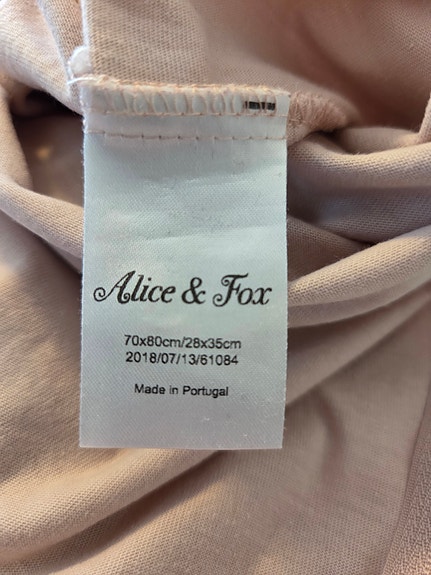 Alice & Fox
70x80cm/28x35cm
2018/07/13/61084
Made in Portugal